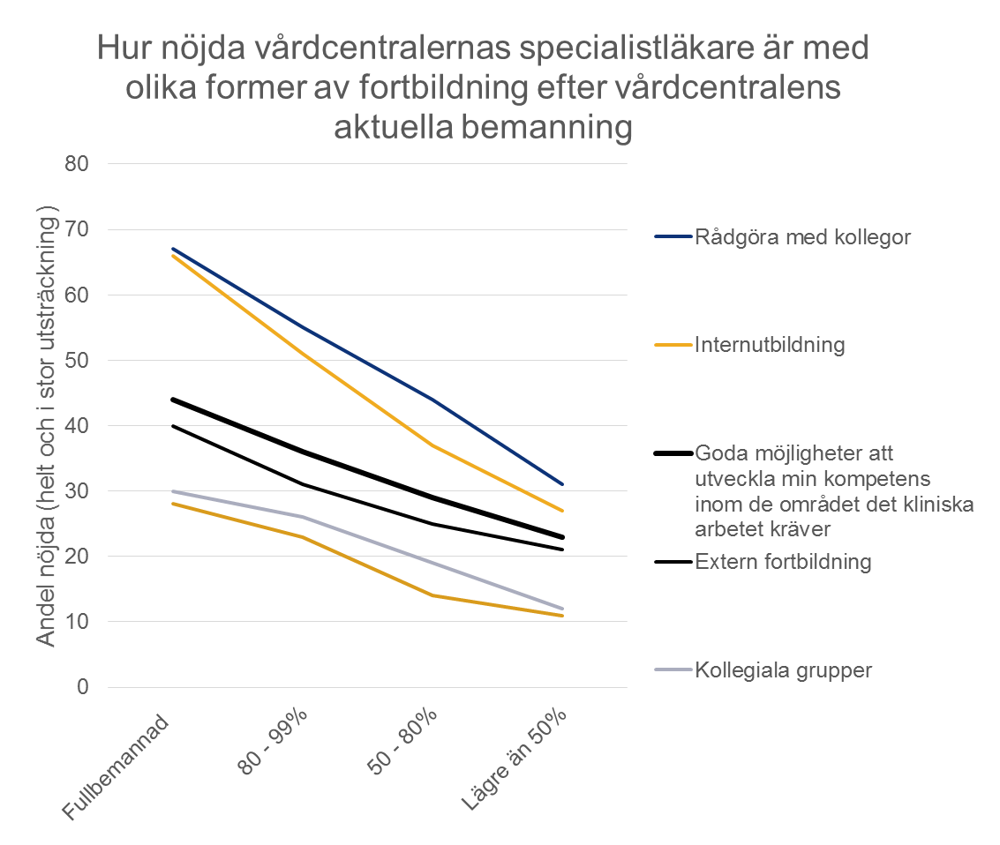 Hur nöjda vårdcentralernas specialistläkare är med
olika former av fortbildning efter vårdcentralens
aktuella bemanning
Andel nöjda (helt och i stor utsträckning)
80
70
60
50
40
30
20
10
0
Fullbemannad
80 - 99%
50 - 80%
Lägre än 50%
Rådgöra med kollegor
Internutbildning
Goda möjligheter att
utveckla min kompetens
inom de området det kliniska
arbetet kräver
Extern fortbildning
Kollegiala grupper